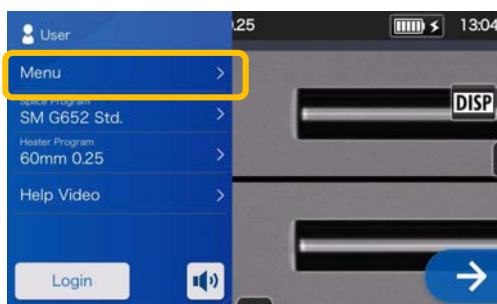 User
.25
13:04
Menu
Splice Program
SM G652 Std.
Heater Program
60mm 0.25
Help Video
Login
DISP